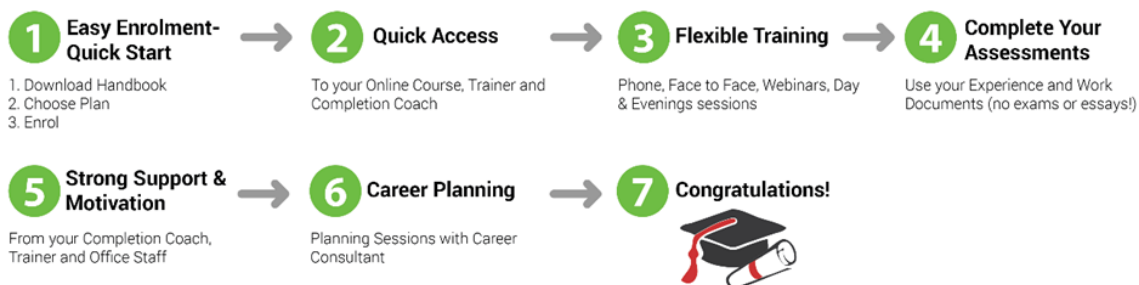 1
Easy Enrolment-
Quick Start
1. Download Handbook
2. Choose Plan
3. Enrol
2
Quick Access
To your Online Course, Trainer and
Completion Coach
3
Flexible Training
Phone, Face to Face, Webinars, Day
& Evenings sessions
4
Complete Your
Assessments
Use your Experience and Work
Documents (no exams or essays!)
5
Strong Support &
Motivation
From your Completion Coach,
Trainer and Office Staff
6
Career Planning
Planning Sessions with Career
Consultant
7
Congratulations!